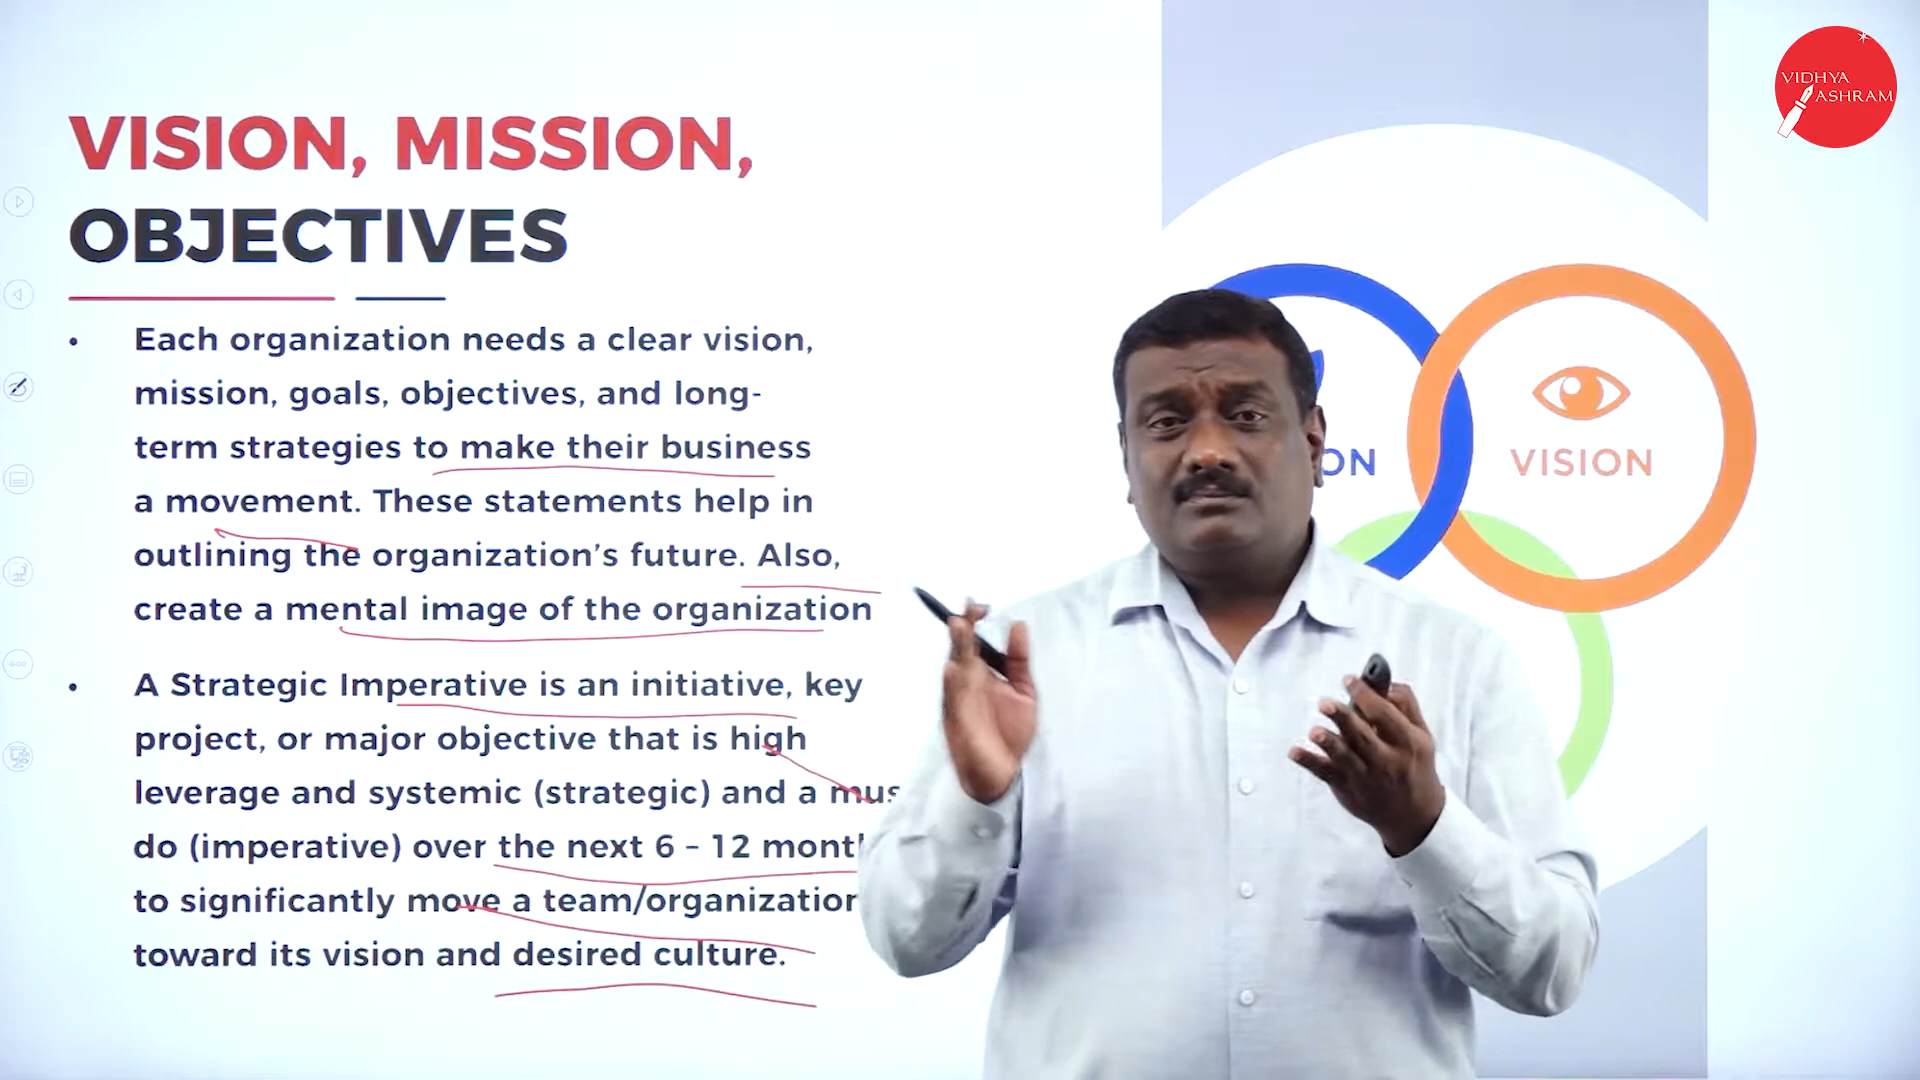 VIDHYA
ASHRAM
VISION, MISSION,
OBJECTIVES
• Each organization needs a clear vision,
mission, goals, objectives, and long-
term strategies to make their business
a movement. These statements help in
outlining the organization's future. Also,
create a mental image of the organization
• A Strategic Imperative is an initiative, key
project, or major objective that is high
leverage and systemic (strategic) and a
do (imperative) over the next 6 – 12
to significantly move a team/organization
toward its vision and desired culture.
VISION